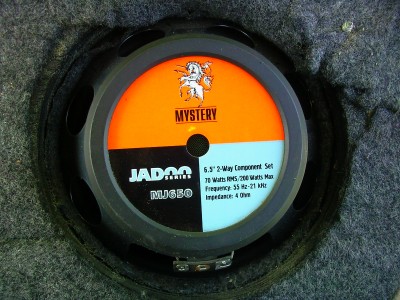 MYSTERY
JADOO
SERIES
MJ650
6.5" 2-Way Component Set
70 Watts RMS/200 Watts Max
Frequency: 55 Hz-21 kHz
Impedance: 4 Ohm